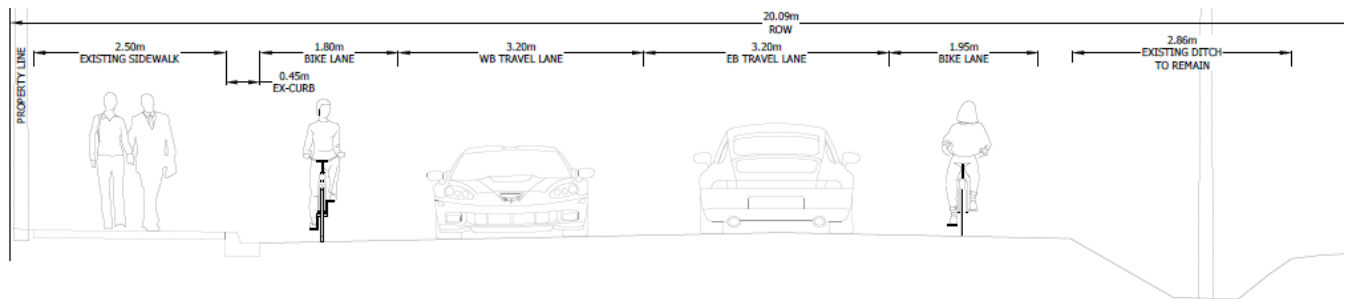 20.09m
ROW
PROPERTY LINE
2.50m
EXISTING SIDEWALK
0.45m
EX-CURB
1.80m
BIKE LANE
3.20m
WB TRAVEL LANE
3.20m
EB TRAVEL LANE
1.95m
BIKE LANE
2.86m
EXISTING DITCH
TO REMAIN